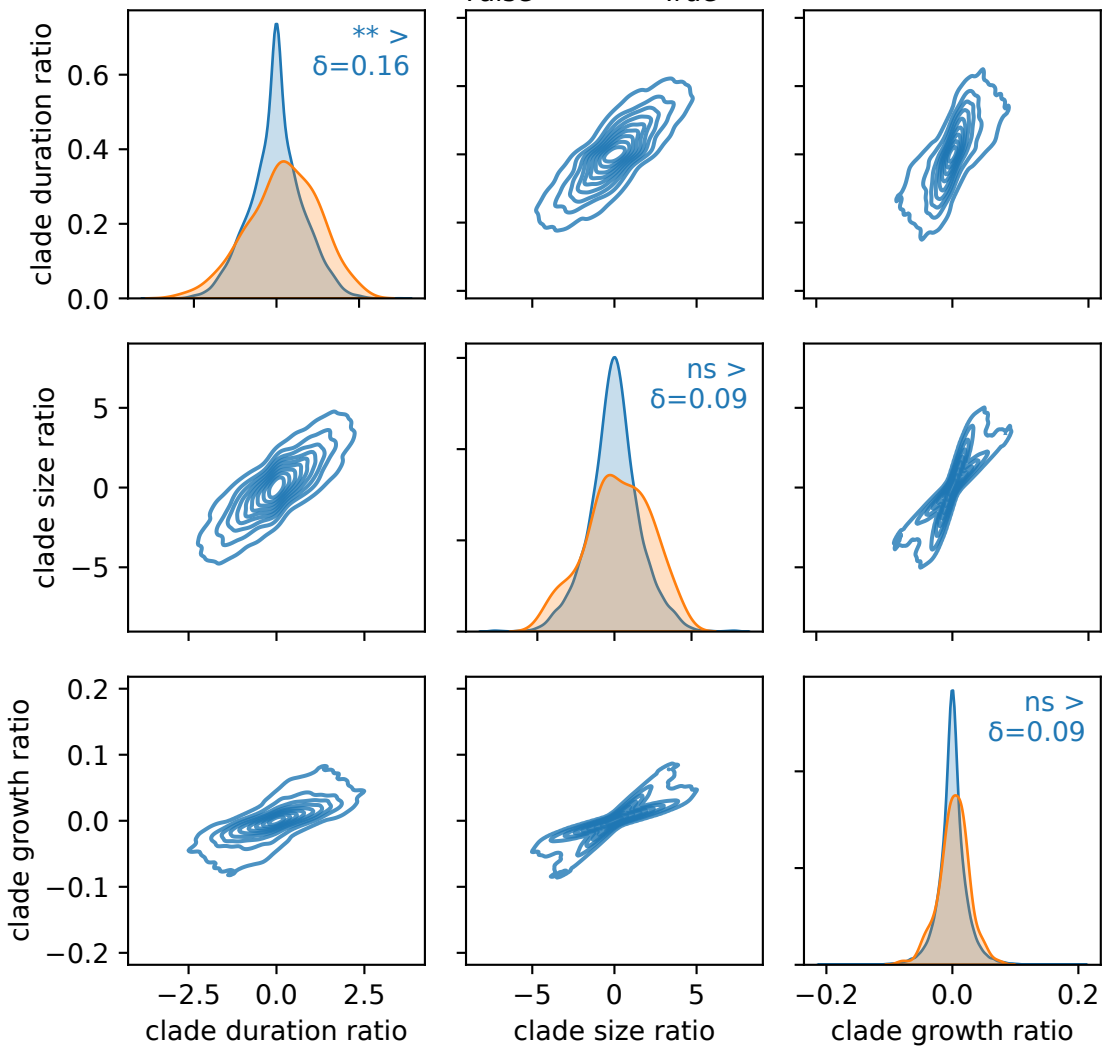 clade duration ratio
0.6
0.4
0.2
0.0
** >
δ=0.16
clade size ratio
5
0
−5
ns >
δ=0.09
clade growth ratio
0.2
0.1
0.0
−0.1
−0.2
ns >
δ=0.09
−2.5 0.0 2.5
clade duration ratio
−5 0 5
clade size ratio
−0.2 0.0 0.2
clade growth ratio